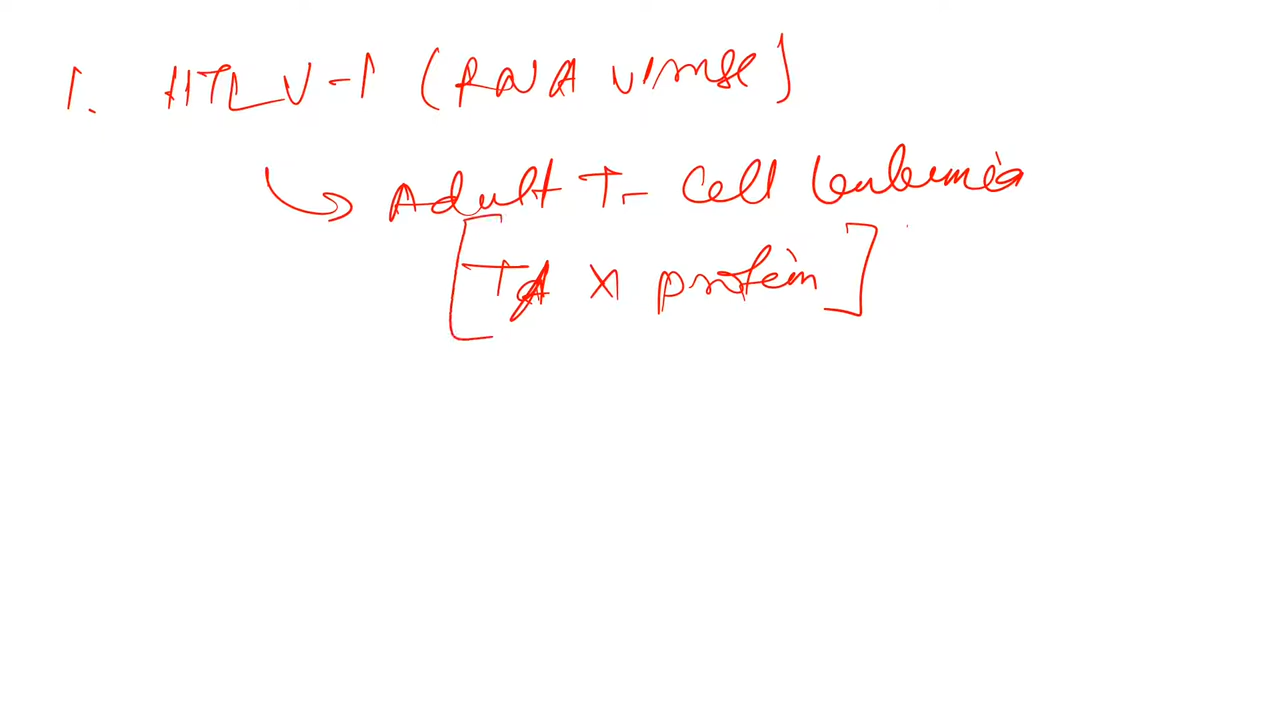 1. HTLV-1 (RNA virus)
Adult T-cell leukemia
[TAX protein]